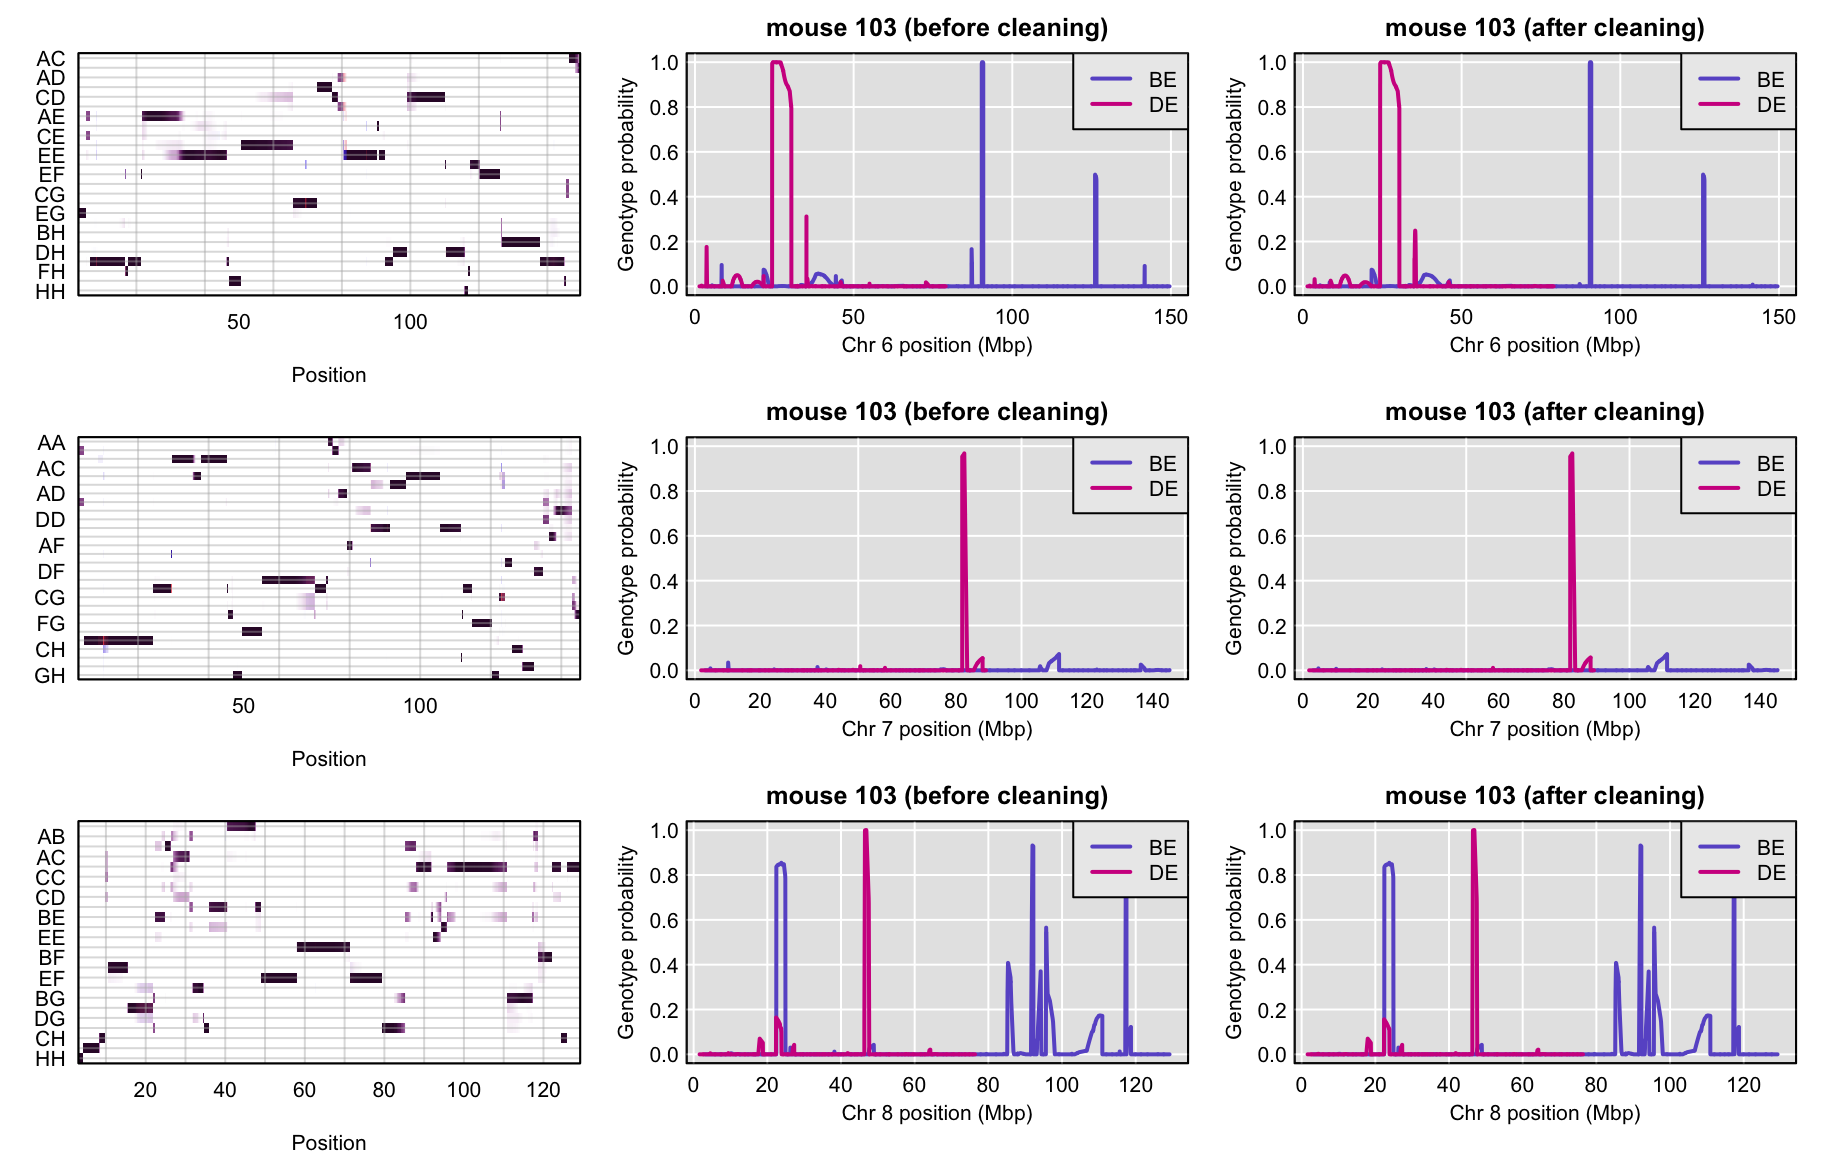 AC
AD
CD
AE
CE
EE
EF
CG
EG
BH
DH
FH
HH
50 100
Position
mouse 103 (before cleaning)
Genotype probability
1.0
0.8
0.6
0.4
0.2
0.0
BE
DE
0 50 100 150
Chr 6 position (Mbp)
mouse 103 (after cleaning)
Genotype probability
1.0
0.8
0.6
0.4
0.2
0.0
BE
DE
0 50 100 150
Chr 6 position (Mbp)
AA
AC
AD
DD
AF
DF
CG
FG
CH
GH
50 100
Position
mouse 103 (before cleaning)
Genotype probability
1.0
0.8
0.6
0.4
0.2
0.0
BE
DE
0 20 40 60 80 100 120 140
Chr 7 position (Mbp)
mouse 103 (after cleaning)
Genotype probability
1.0
0.8
0.6
0.4
0.2
0.0
BE
DE
0 20 40 60 80 100 120 140
Chr 7 position (Mbp)
AB
AC
CC
CD
BE
EE
BF
EF
BG
DG
CH
HH
20 40 60 80 100 120
Position
mouse 103 (before cleaning)
Genotype probability
1.0
0.8
0.6
0.4
0.2
0.0
BE
DE
0 20 40 60 80 100 120
Chr 8 position (Mbp)
mouse 103 (after cleaning)
Genotype probability
1.0
0.8
0.6
0.4
0.2
0.0
BE
DE
0 20 40 60 80 100 120
Chr 8 position (Mbp)